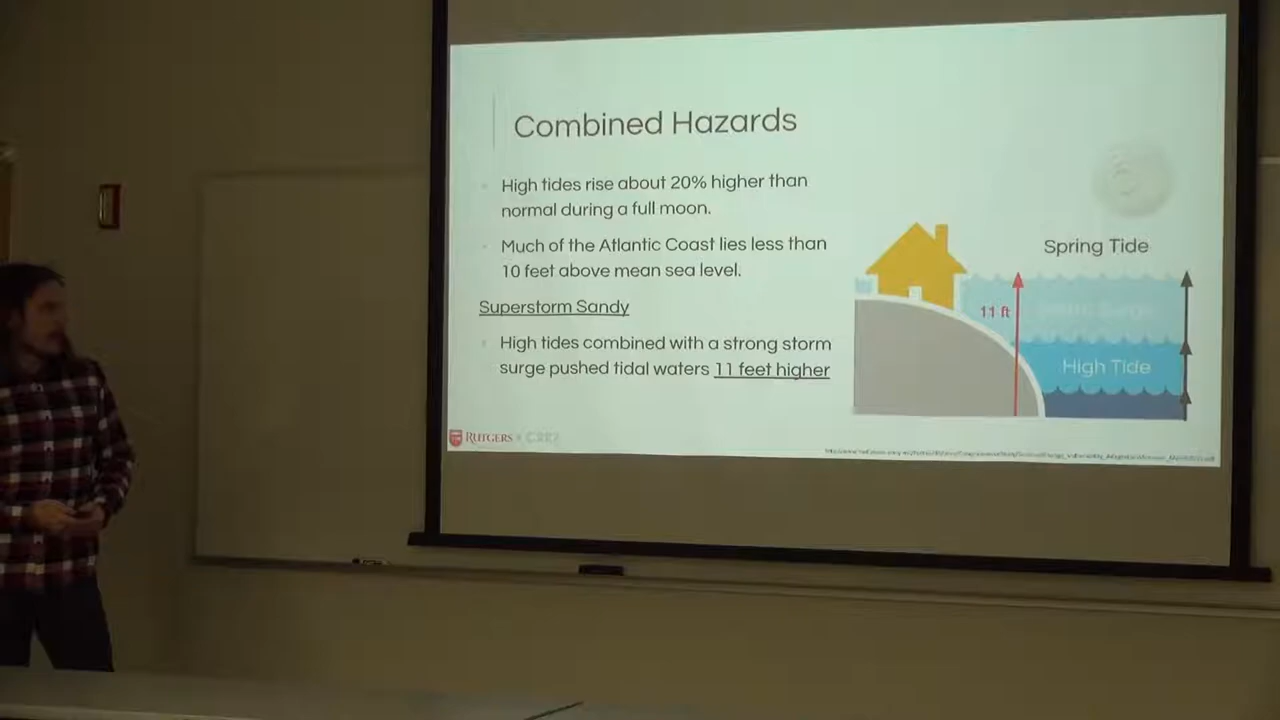 Combined Hazards
High tides rise about 20% higher than
normal during a full moon.
Much of the Atlantic Coast lies less than
10 feet above mean sea level.
Superstorm Sandy
High tides combined with a strong storm
surge pushed tidal waters 11 feet higher
Spring Tide
11 ft
High Tide
RUTGERS